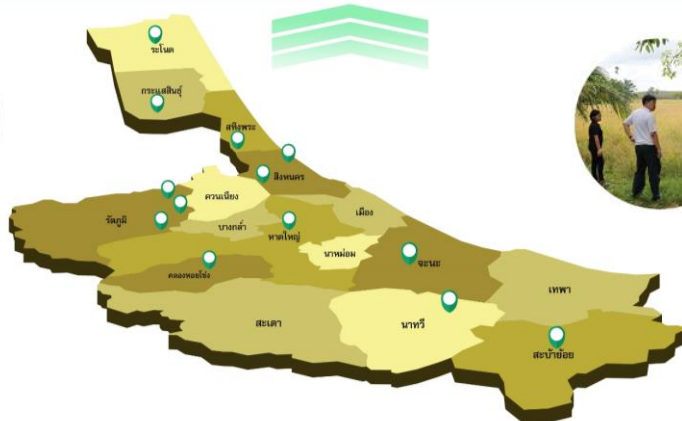 ระโนด
กระแสสินธุ์
สทิงพระ
สิงหนคร
ควนเนียง
เมือง
รัตภูมิ
บางกล่ำ
หาดใหญ่
นาหม่อม
จะนะ
คลองหอยโข่ง
เทพา
สะเดา
นาทวี
สะบ้าย้อย